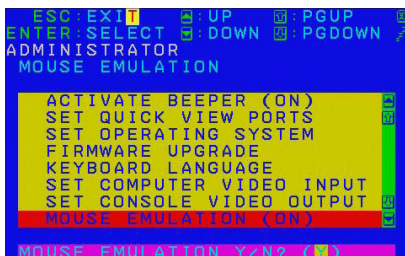 ESC:EXIT :UP :PGUP
ENTER:SELECT :DOWN :PGDOWN
ADMINISTRATOR
MOUSE EMULATION
ACTIVATE BEEPER (ON)
SET QUICK VIEW PORTS
SET OPERATING SYSTEM
FIRMWARE UPGRADE
KEYBOARD LANGUAGE
SET COMPUTER VIDEO INPUT
SET CONSOLE VIDEO OUTPUT
MOUSE EMULATION (ON)
MOUSE EMULATION Y/N? (Y)